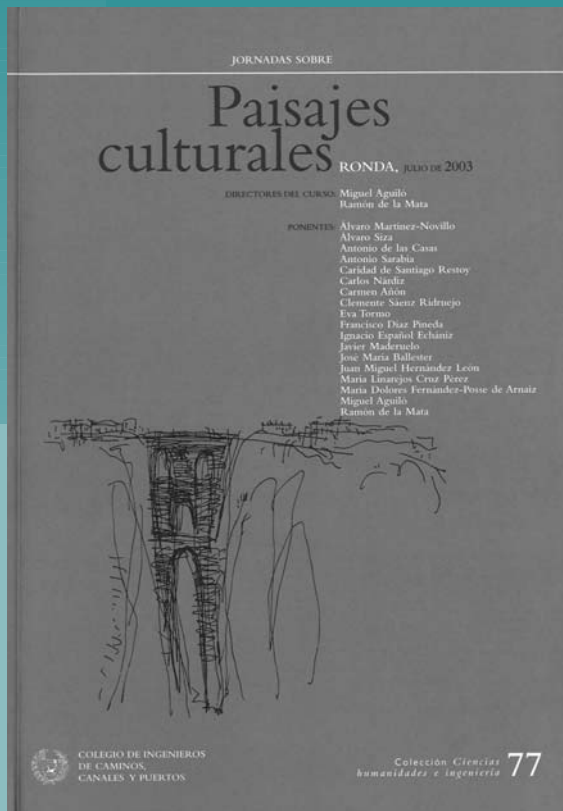 JORNADAS SOBRE
Paisajes
culturales RONDA, JULIO DE 2003
DIRECTORES DEL CURSO: Miguel Aguiló
Ramón de la Mata
PONENTES: Álvaro Martínez-Novillo
Álvaro Siza
Antonio de las Casas
Antonio Sarabia
Caridad de Santiago Restoy
Carlos Nárdiz
Carmen Añón
Clemente Sáenz Ridruejo
Eva Tormo
Francisco Díaz Pineda
Ignacio Español Echániz
Javier Maderuelo
José María Ballester
Juan Miguel Hernández León
María Linarejos Cruz Pérez
María Dolores Fernández-Posse de Arnaiz
Miguel Aguiló
Ramón de la Mata
COLEGIO DE INGENIEROS
DE CAMINOS,
CANALES Y PUERTOS
Colección Ciencias
humanidades e ingeniería 77